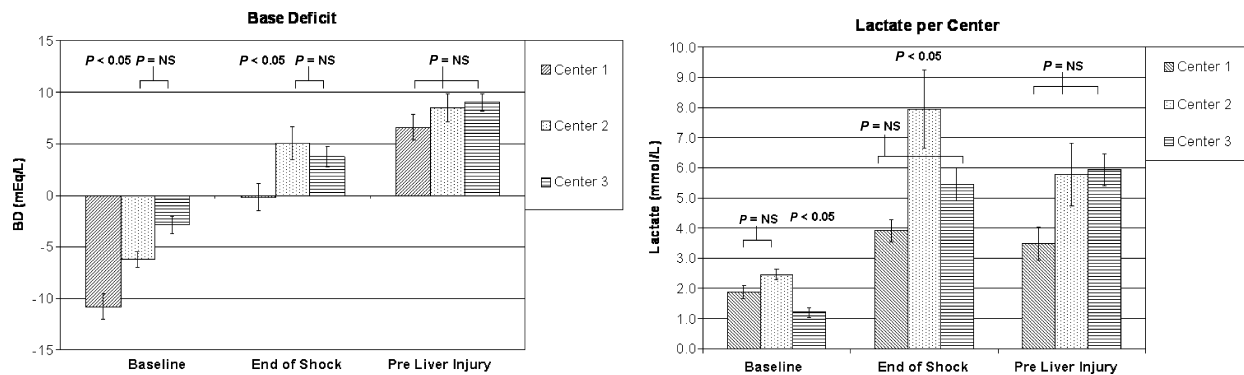 Base Deficit
15
10
5
0
-5
-10
-15
BD (mEq/L)
P < 0.05 P = NS
P < 0.05 P = NS
P = NS
Baseline End of Shock Pre Liver Injury
Center 1
Center 2
Center 3
Lactate per Center
10.0
9.0
8.0
7.0
6.0
5.0
4.0
3.0
2.0
1.0
0.0
Lactate (mmol/L)
P < 0.05
P = NS
P = NS
P = NS P < 0.05
Baseline End of Shock Pre Liver Injury
Center 1
Center 2
Center 3